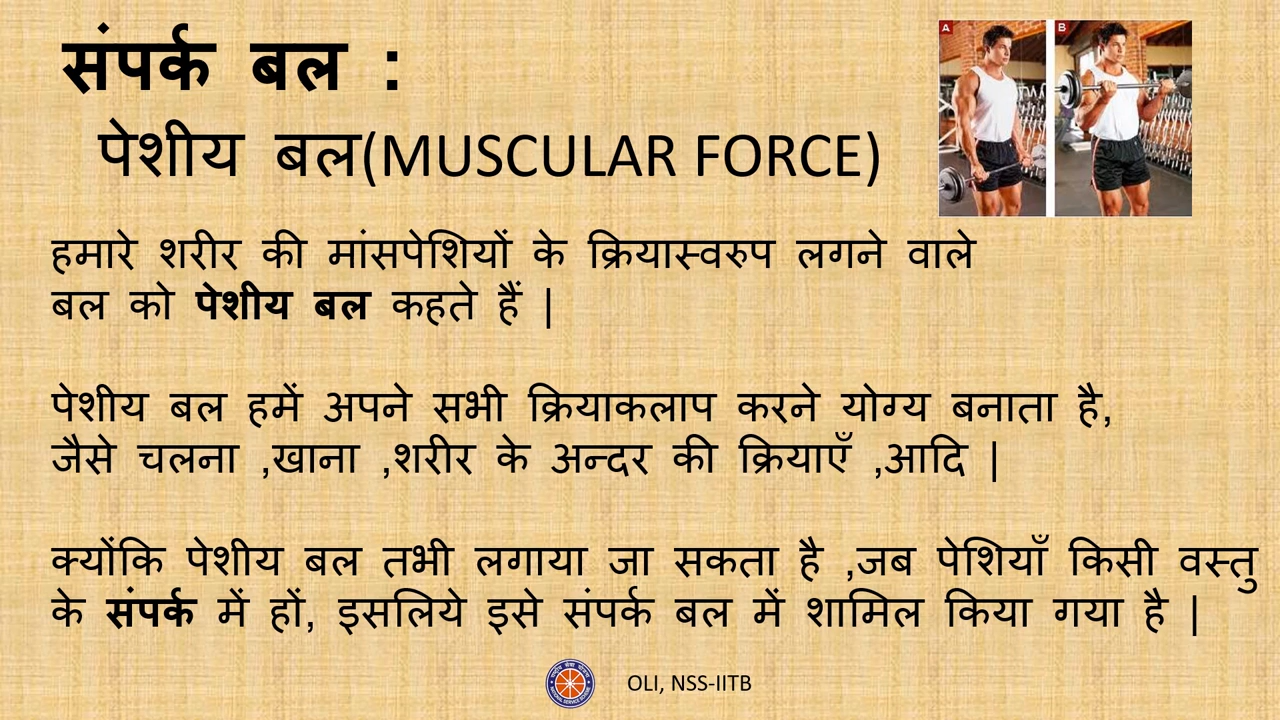 संपर्क बल :
पेशीय बल(MUSCULAR FORCE)
A
B
हमारे शरीर की मांसपेशियों के क्रियास्वरुप लगने वाले
बल को पेशीय बल कहते हैं |
पेशीय बल हमें अपने सभी क्रियाकलाप करने योग्य बनाता है,
जैसे चलना ,खाना ,शरीर के अन्दर की क्रियाएँ ,आदि |
क्योंकि पेशीय बल तभी लगाया जा सकता है ,जब पेशियाँ किसी वस्तु
के संपर्क में हों, इसलिये इसे संपर्क बल में शामिल किया गया है |
OLI, NSS-IITB